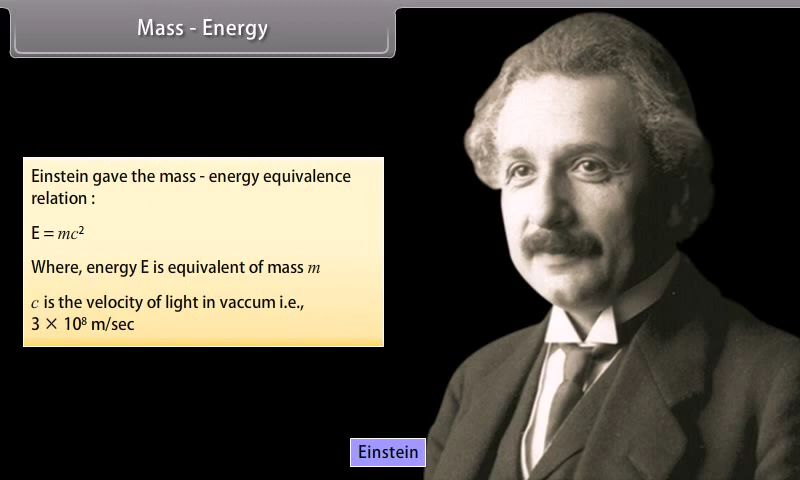 Mass - Energy
Einstein gave the mass - energy equivalence
relation :
E = mc²
Where, energy E is equivalent of mass m
c is the velocity of light in vaccum i.e.,
3 × 10⁸ m/sec
Einstein